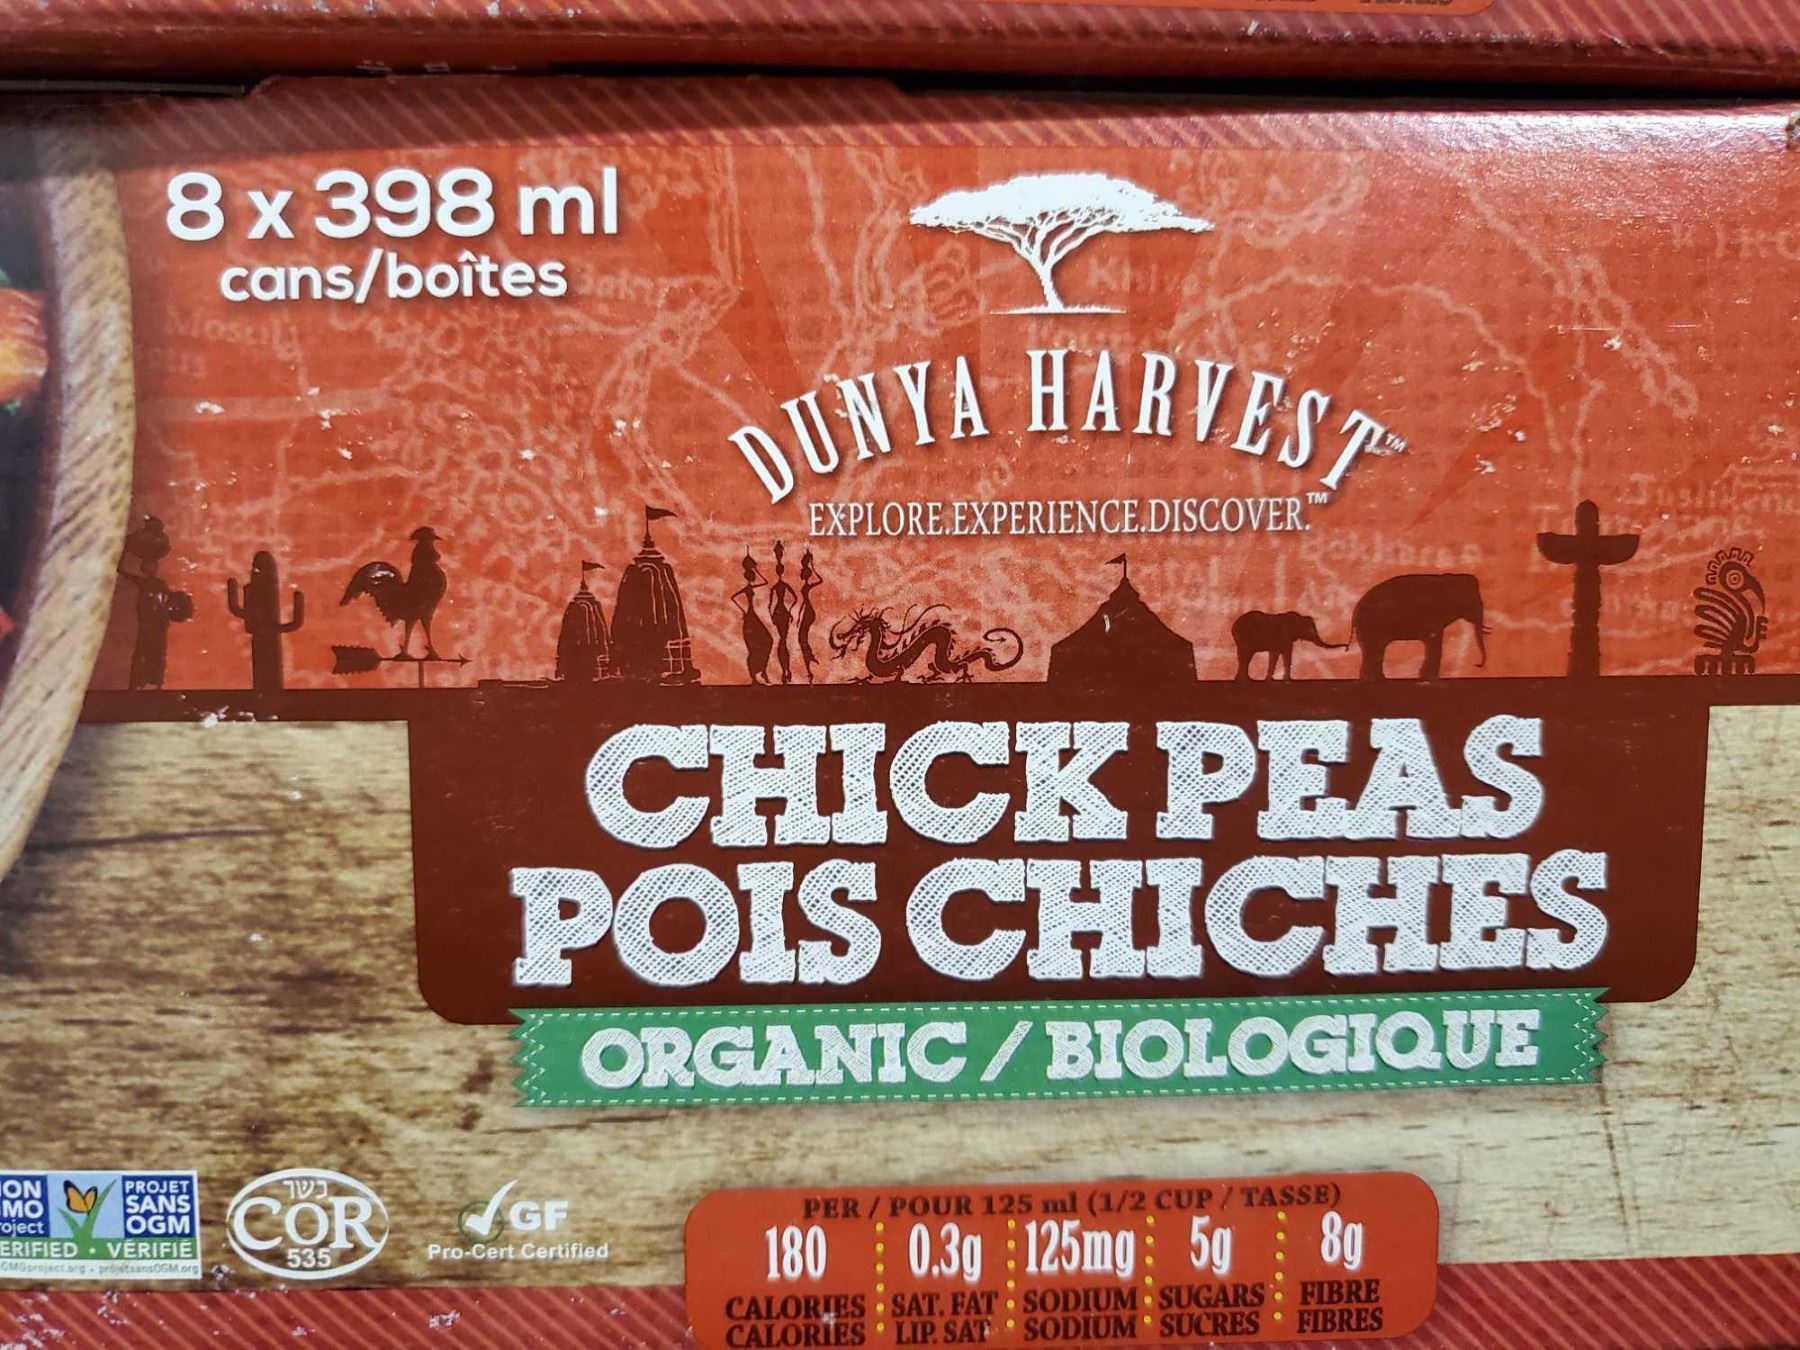 8 x 398 ml
cans/boîtes
DUNYA HARVEST™
EXPLORE.EXPERIENCE.DISCOVER.™
CHICK PEAS
POIS CHICHES
ORGANIC / BIOLOGIQUE
PROJET
SANS
OGM
VÉRIFIÉ
projetsansOGM.org
כשר
COR
535
GF
Pro-Cert Certified
PER / POUR 125 ml (1/2 CUP / TASSE)
180 0.3g 125mg 5g 8g
CALORIES SAT. FAT SODIUM SUGARS FIBRE
CALORIES LIP. SAT SODIUM SUCRES FIBRES